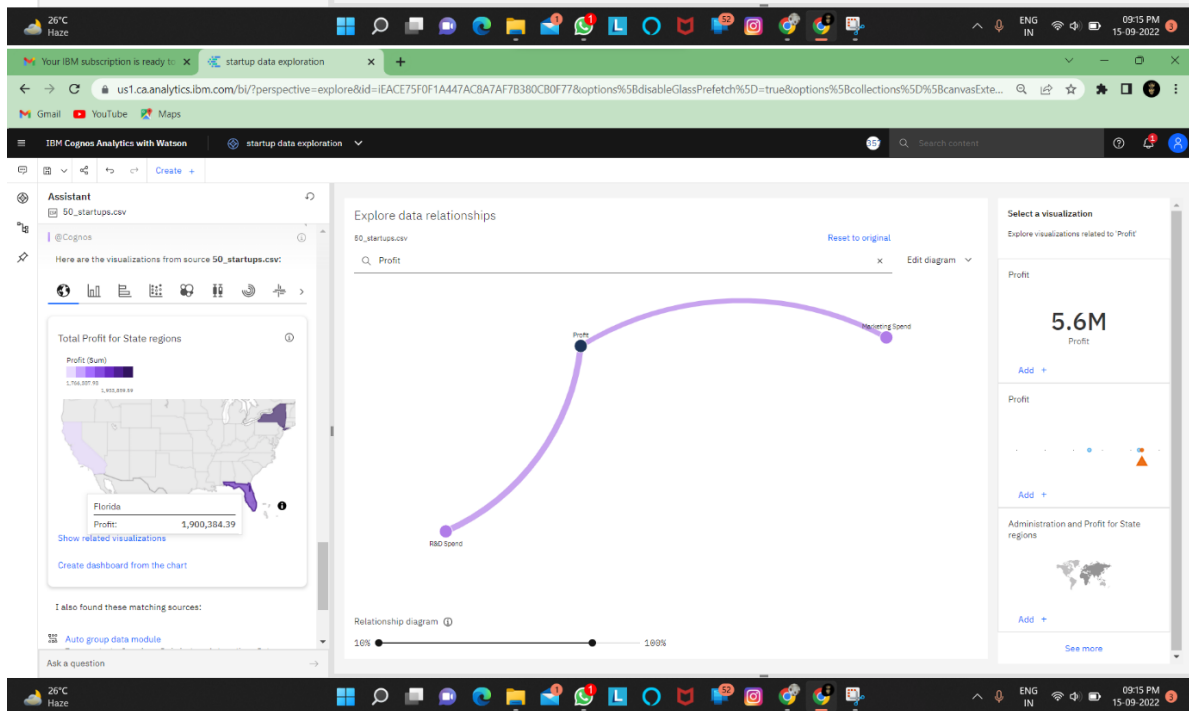 26°C
Haze
ENG
IN
09:15 PM
15-09-2022
Your IBM subscription is ready to
startup data exploration
us1.ca.analytics.ibm.com/bi/?perspective=explore&id=iEACE75F0F1A447AC8A7AF7B380CB0F77&options%5BdisableGlassPrefetch%5D=true&options%5Bcollections%5D%5BcanvasExte...
Gmail
YouTube
Maps
IBM Cognos Analytics with Watson
startup data exploration
357
Search content
Create +
Assistant
50_startups.csv
@Cognos
Here are the visualizations from source 50_startups.csv:
Total Profit for State regions
Profit (Sum)
Florida
Profit: 1,900,384.39
Show related visualizations
Create dashboard from the chart
I also found these matching sources:
Auto group data module
Ask a question
Explore data relationships
50_startups.csv
Reset to original
Profit
Edit diagram
Profit
Marketing Spend
R&D Spend
Relationship diagram
10%
100%
Select a visualization
Explore visualizations related to 'Profit'
Profit
5.6M
Profit
Add +
Profit
Add +
Administration and Profit for State
regions
Add +
See more
26°C
Haze
ENG
IN
09:15 PM
15-09-2022